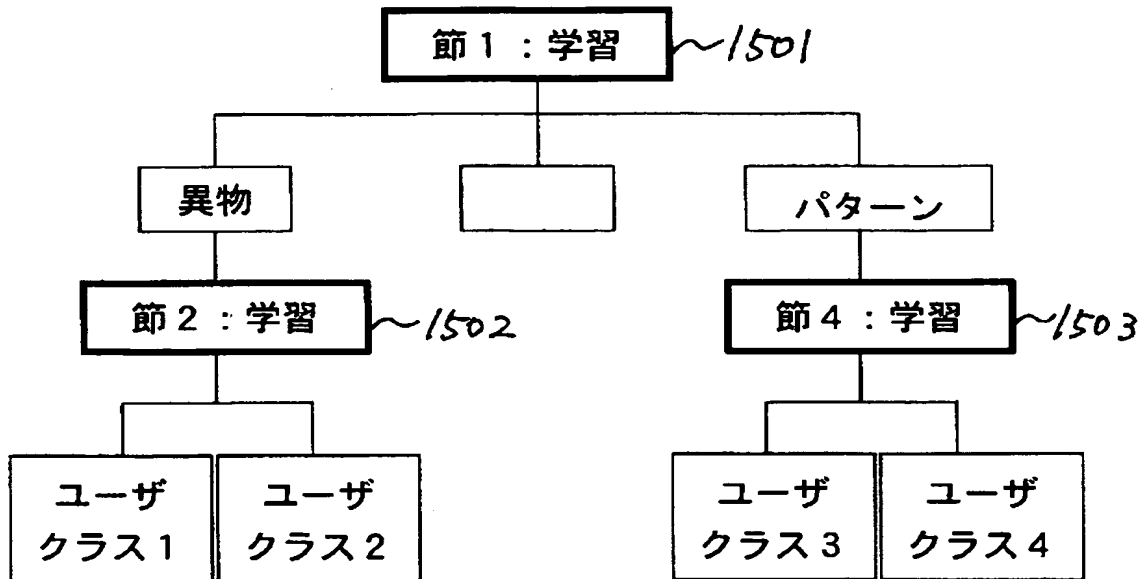 節1:学習
1501
異物
パターン
節2:学習
1502
節4:学習
1503
ユーザ
クラス1
ユーザ
クラス2
ユーザ
クラス3
ユーザ
クラス4